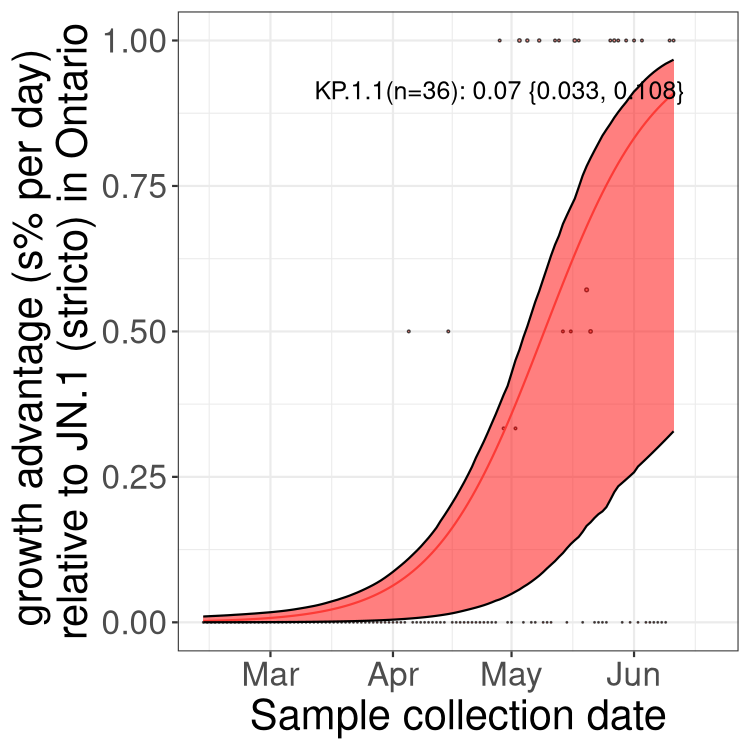 growth advantage (s% per day)
relative to JN.1 (stricto) in Ontario
1.00
0.75
0.50
0.25
0.00
KP.1.1(n=36): 0.07 {0.033, 0.108}
Mar
Apr
May
Jun
Sample collection date